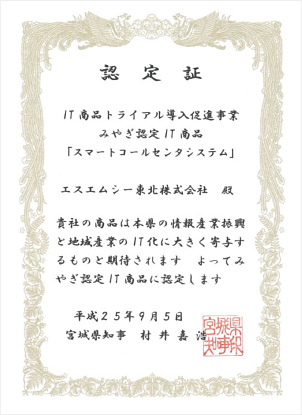 認定証
IT商品トライアル導入促進事業
みやぎ認定IT商品
「スマートコールセンタシステム」
エスエムシー東北株式会社 殿
貴社の商品は本県の情報産業振興
と地域産業のIT化に大きく寄与す
るものと期待されます よってみ
やぎ認定IT商品に認定します
平成25年9月5日
宮城県知事 村井嘉浩
宮城県知事印